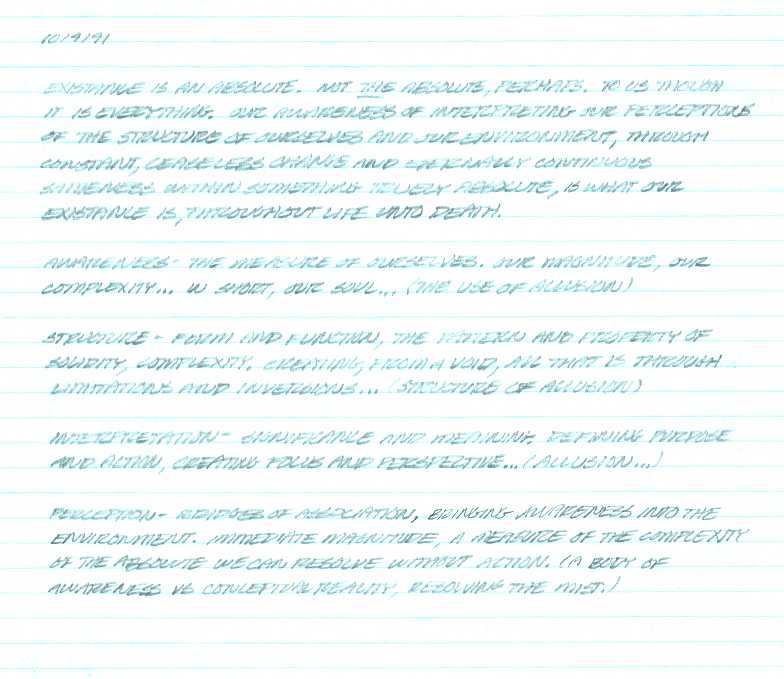 10/9/91
EXISTANCE IS AN ABSOLUTE. NOT THE ABSOLUTE, PERHAPS. TO US THOUGH
IT IS EVERYTHING. OUR AWARENESS OF INTERPRETING OUR PERCEPTIONS
OF THE STRUCTURE OF OURSELVES AND OUR ENVIRONMENT, THROUGH
CONSTANT, CEASELESS CHANGE AND ETERNALLY CONTINUOUS
SAMENESS WITHIN SOMETHING TRUELY ABSOLUTE, IS WHAT OUR
EXISTANCE IS, THROUGHOUT LIFE UNTO DEATH.
AWARENESS - THE MEASURE OF OURSELVES. OUR MAGNITUDE, OUR
COMPLEXITY... IN SHORT, OUR SOUL... (THE USE OF ALLUSION)
STRUCTURE - FORM AND FUNCTION, THE PATTERN AND PROPERTY OF
SOLIDITY, COMPLEXITY. CREATING, FROM A VOID, ALL THAT IS THROUGH
LIMITATIONS AND INVERSIONS... (STRUCTURE OF ALLUSION)
INTERPRETATION - SIGNIFICANCE AND MEANING. DEFINING PURPOSE
AND ACTION, CREATING FOCUS AND PERSPECTIVE... (ALLUSION...)
PERCEPTION - BRIDGES OF ASSOCIATION, BRINGING AWARENESS INTO THE
ENVIRONMENT. IMMEDIATE MAGNITUDE, A MEASURE OF THE COMPLEXITY
OF THE ABSOLUTE WE CAN RESOLVE WITHOUT ACTION. (A BODY OF
AWARENESS VS CONCEPTUAL REALITY, RESOLVING THE MIST.)